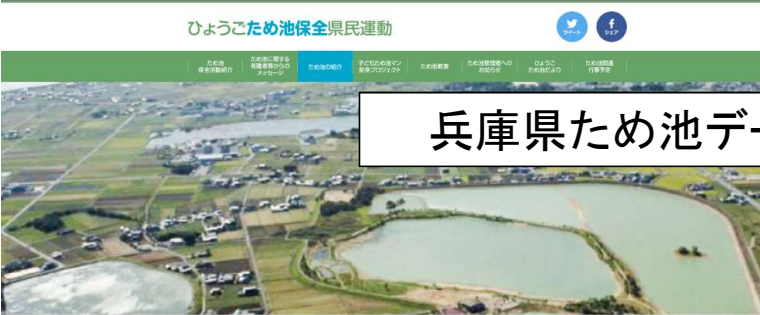 ひょうごため池保全県民運動
ツイート
シェア
ため池
保全活動紹介
ため池に関する
有識者等からの
メッセージ
ため池の紹介
子どもため池マン
育成プロジェクト
ため池教室
ため池管理者への
お知らせ
ひょうご
ため池だより
ため池関連
行事予定
兵庫県ため池デー